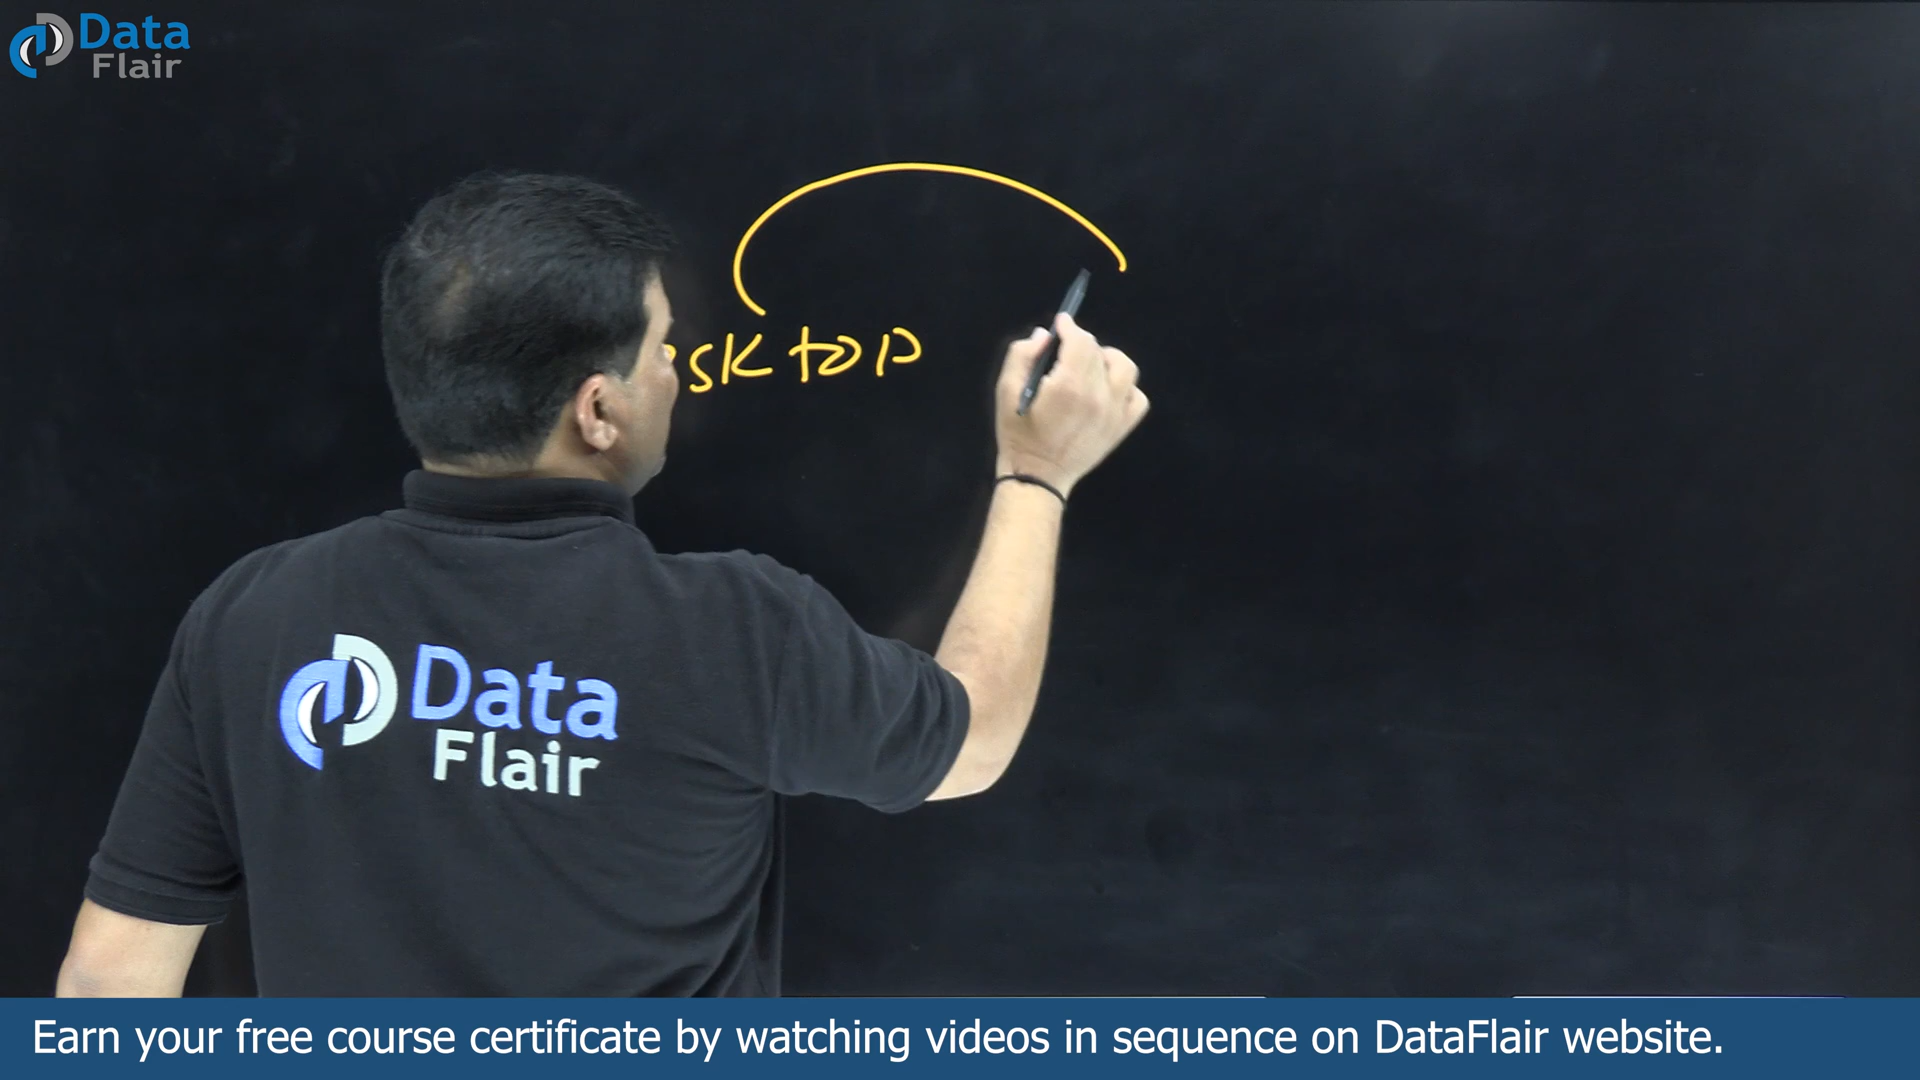 Data
Flair
sktop
Data
Flair
Earn your free course certificate by watching videos in sequence on DataFlair website.